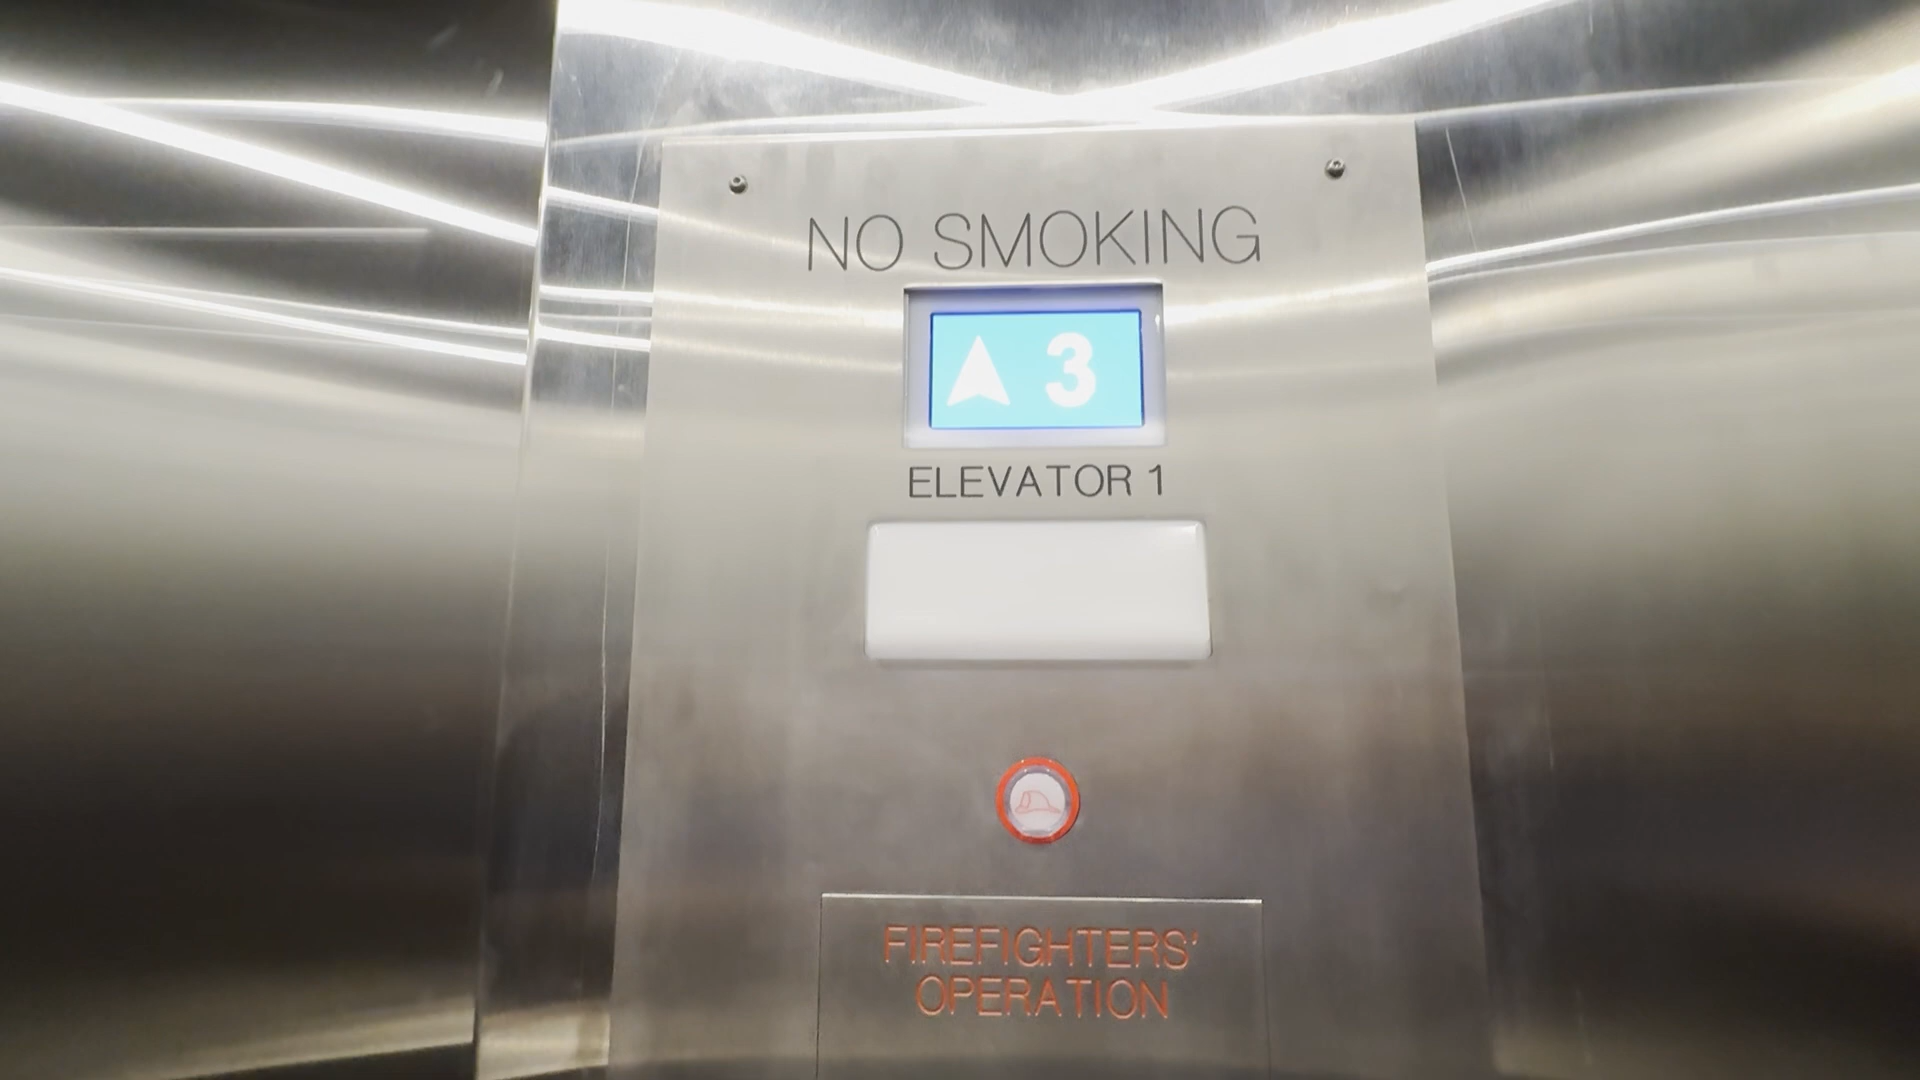 NO SMOKING
3
ELEVATOR 1
FIREFIGHTERS'
OPERATION